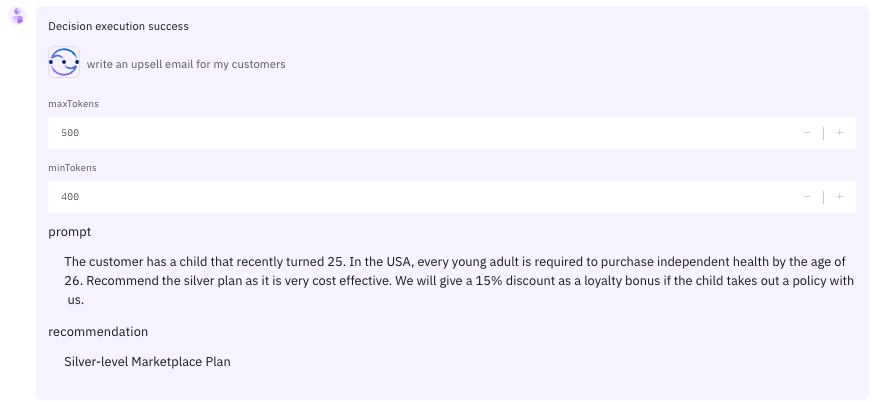 Decision execution success
write an upsell email for my customers
maxTokens
500
minTokens
400
prompt
The customer has a child that recently turned 25. In the USA, every young adult is required to purchase independent health by the age of
26. Recommend the silver plan as it is very cost effective. We will give a 15% discount as a loyalty bonus if the child takes out a policy with
us.
recommendation
Silver-level Marketplace Plan